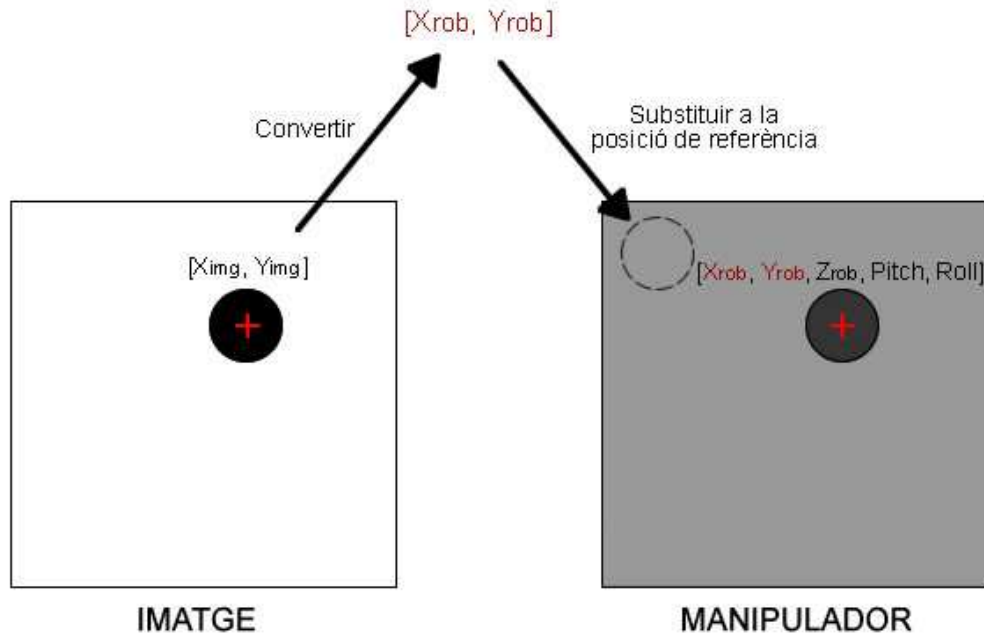 [Xrob, Yrob]
Convertir
Substituir a la
posició de referència
[Ximg, Yimg]
[Xrob, Yrob, Zrob, Pitch, Roll]
IMATGE
MANIPULADOR